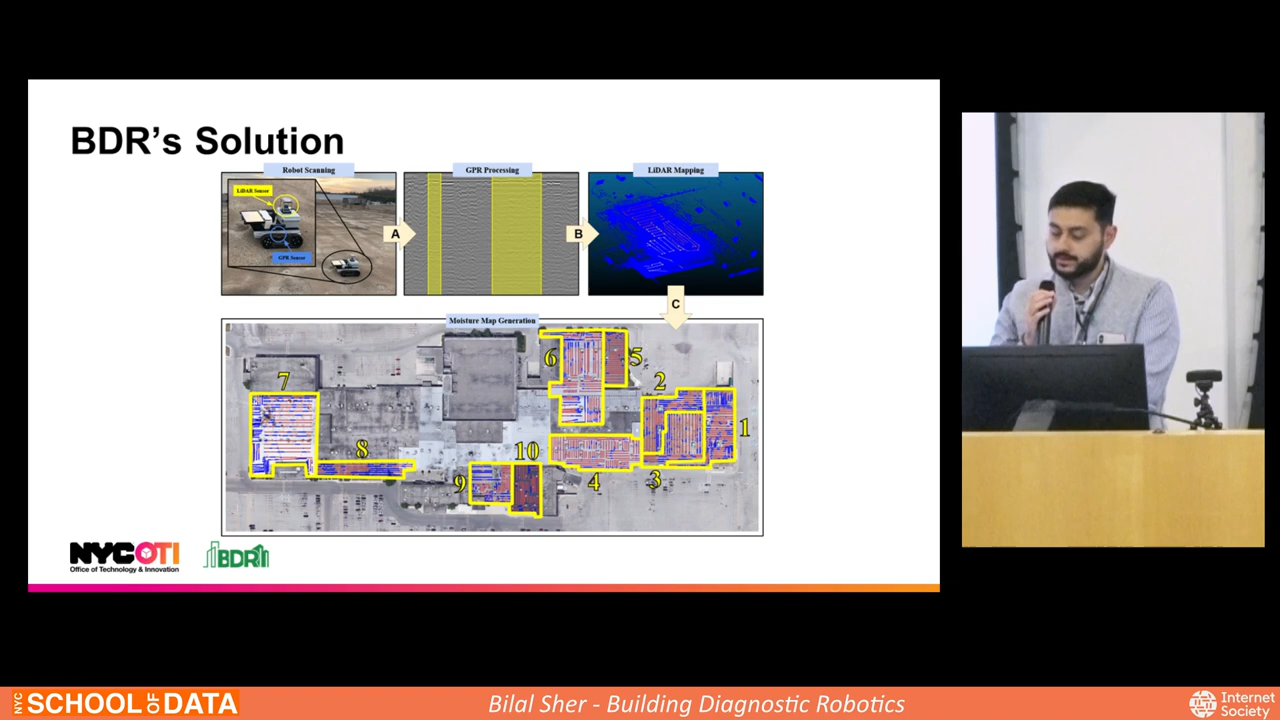 BDR's Solution
Robot Scanning
GPR Processing
LiDAR Mapping
LiDAR Sensor
GPR Sensor
A
B
C
Moisture Map Generation
6
5
7
2
1
8
10
9
4
3
NYCOTI
Office of Technology & Innovation
BDR
NYC SCHOOL OF DATA
Bilal Sher - Building Diagnostic Robotics
Internet
Society